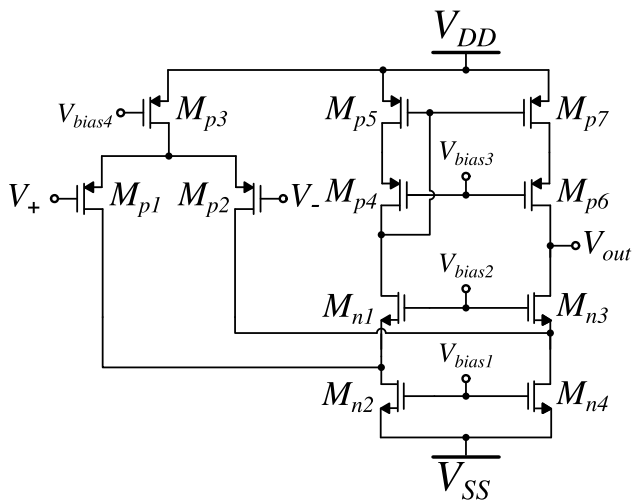 V_DD
V_bias4
M_p3
M_p5
M_p7
V_bias3
V_+
M_p1
M_p2
V_-
M_p4
M_p6
V_out
V_bias2
M_n1
M_n3
V_bias1
M_n2
M_n4
V_SS